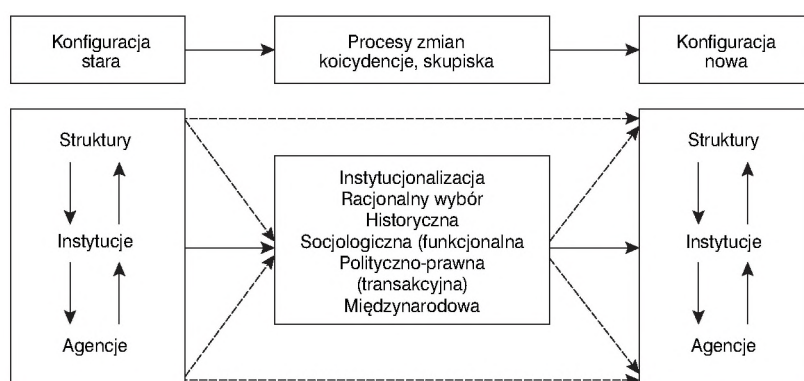 Konfiguracja
stara
Procesy zmian
koicydencje, skupiska
Konfiguracja
nowa
Struktury
Instytucje
Agencje
Instytucjonalizacja
Racjonalny wybór
Historyczna
Socjologiczna (funkcjonalna
Polityczno-prawna
(transakcyjna)
Międzynarodowa
Struktury
Instytucje
Agencje